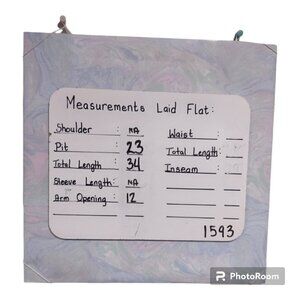 Measurements Laid Flat:
Shoulder : NA
Pit : 23
Total Length : 34
Sleeve Length: NA
Arm Opening: 12
Waist :
Total Length:
Inseam :
1593
PhotoRoom